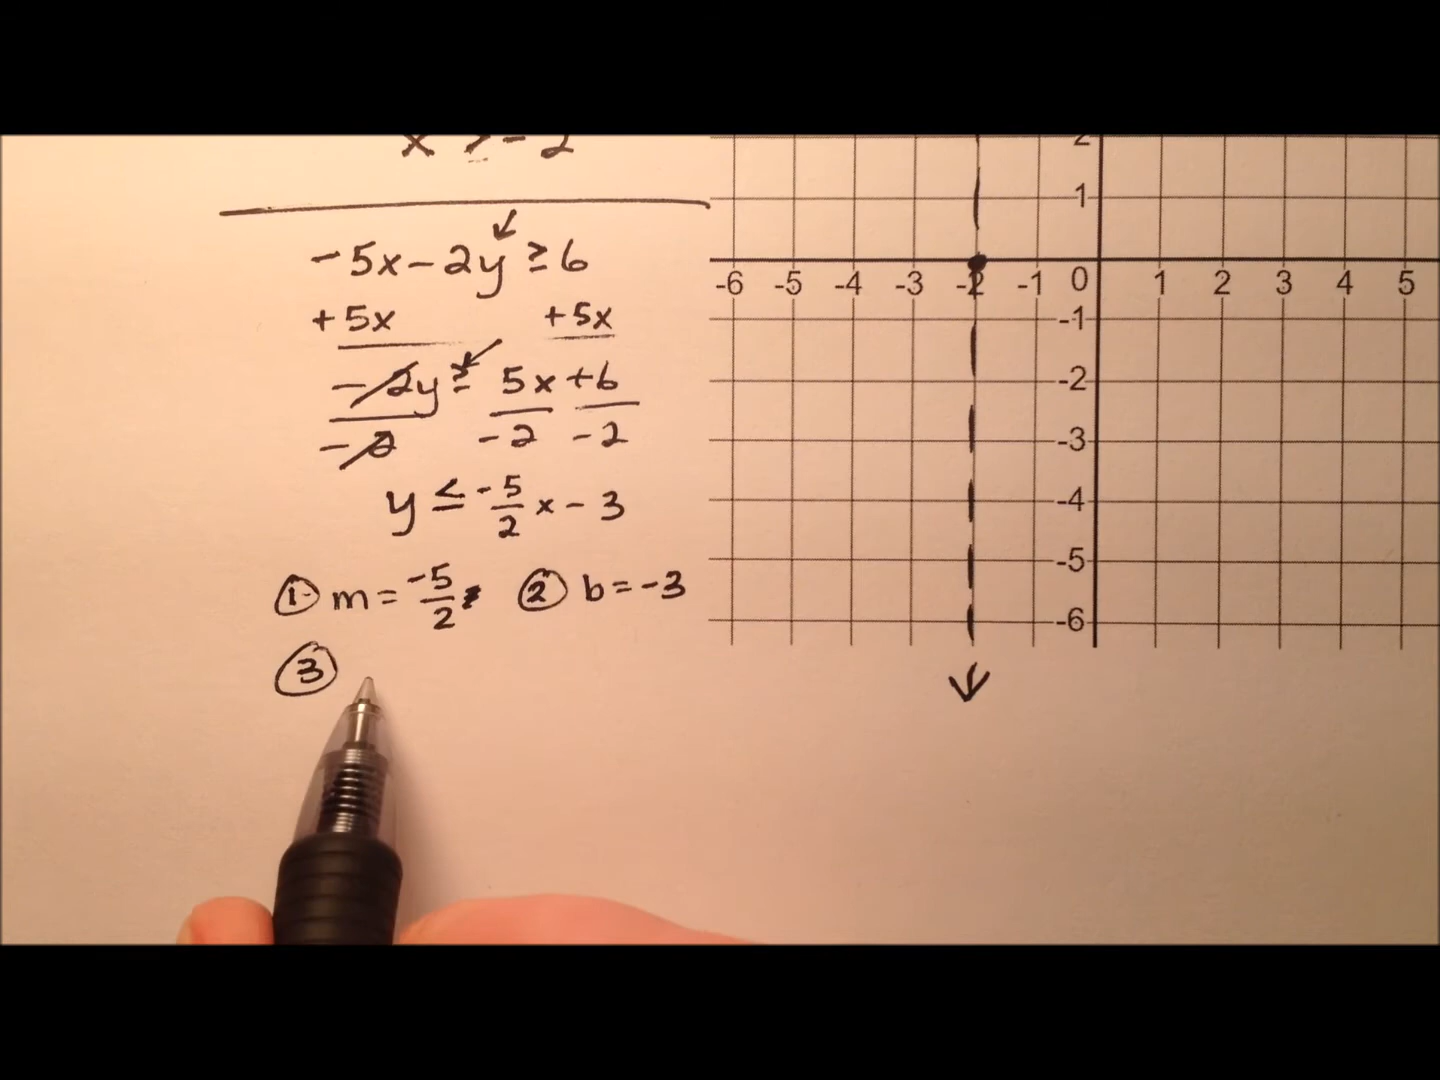 x > -2
-5x - 2y ≥ 6
+5x +5x
-2y ≥ 5x + 6
-2 -2 -2
y ≤ -5/2 x - 3
① m = -5/2 ② b = -3
③
2
1
-6 -5 -4 -3 -2 -1 0 1 2 3 4 5
-1
-2
-3
-4
-5
-6